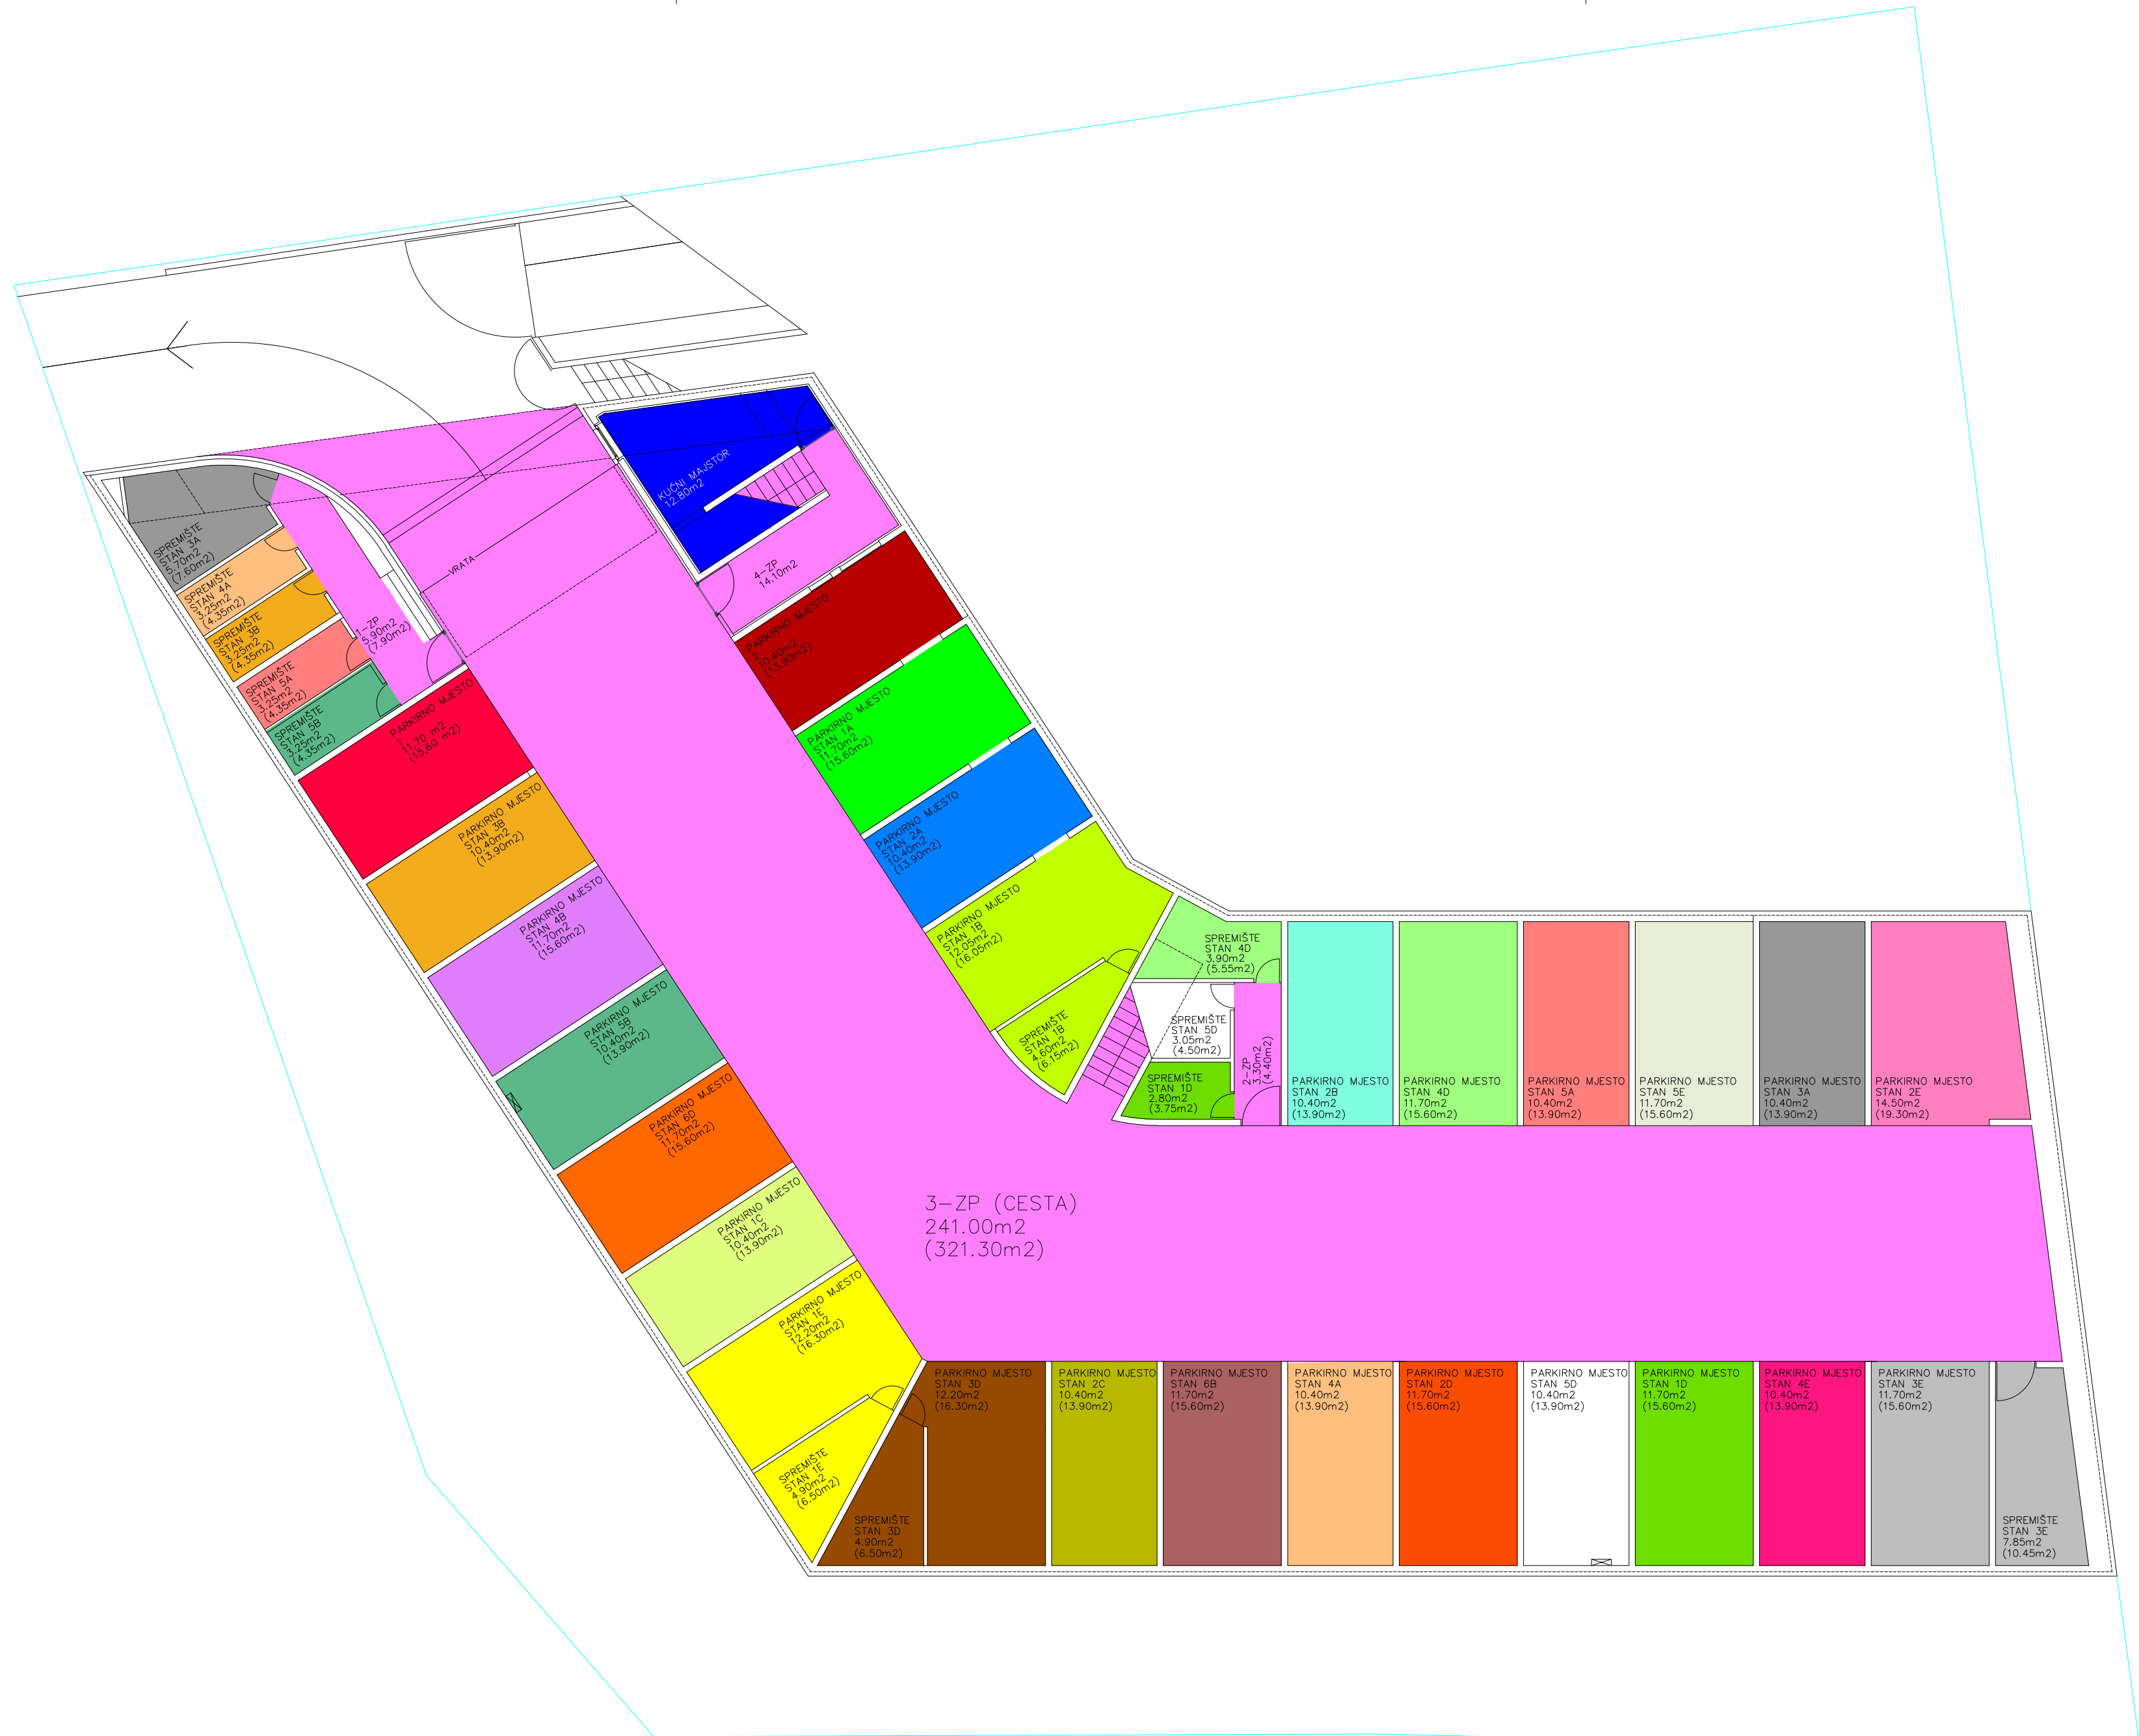 KUĆNI MAJSTOR
12.80m2
4-ZP
14.10m2
VRATA
SPREMIŠTE
STAN 3A
5.70m2
(7.60m2)
SPREMIŠTE
STAN 4A
3.25m2
(4.35m2)
SPREMIŠTE
STAN 3B
3.25m2
(4.35m2)
SPREMIŠTE
STAN 5A
3.25m2
(4.35m2)
SPREMIŠTE
STAN 5B
3.25m2
(4.35m2)
1-ZP
5.90m2
(7.90m2)
PARKIRNO MJESTO
1
11.70 m2
(15.60 m2)
PARKIRNO MJESTO
STAN 3B
10.40m2
(13.90m2)
PARKIRNO MJESTO
STAN 4B
11.70m2
(15.60m2)
PARKIRNO MJESTO
STAN 5B
10.40m2
(13.90m2)
PARKIRNO MJESTO
STAN 6D
11.70m2
(15.60m2)
PARKIRNO MJESTO
STAN 1C
10.40m2
(13.90m2)
PARKIRNO MJESTO
STAN 1E
12.20m2
(16.30m2)
SPREMIŠTE
STAN 1E
4.90m2
(6.50m2)
PARKIRNO MJESTO
2
10.40m2
(13.90m2)
PARKIRNO MJESTO
STAN 1A
11.70m2
(15.60m2)
PARKIRNO MJESTO
STAN 2A
10.40m2
(13.90m2)
PARKIRNO MJESTO
STAN 1B
12.05m2
(16.05m2)
SPREMIŠTE
STAN 1B
4.60m2
(6.15m2)
SPREMIŠTE
STAN 4D
3.90m2
(5.55m2)
SPREMIŠTE
STAN 5D
3.05m2
(4.50m2)
SPREMIŠTE
STAN 1D
2.80m2
(3.75m2)
2-ZP
3.30m2
(4.40m2)
PARKIRNO MJESTO
STAN 2B
10.40m2
(13.90m2)
PARKIRNO MJESTO
STAN 4D
11.70m2
(15.60m2)
PARKIRNO MJESTO
STAN 5A
10.40m2
(13.90m2)
PARKIRNO MJESTO
STAN 5E
11.70m2
(15.60m2)
PARKIRNO MJESTO
STAN 3A
10.40m2
(13.90m2)
PARKIRNO MJESTO
STAN 2E
14.50m2
(19.30m2)
3-ZP (CESTA)
241.00m2
(321.30m2)
PARKIRNO MJESTO
STAN 3D
12.20m2
(16.30m2)
PARKIRNO MJESTO
STAN 2C
10.40m2
(13.90m2)
PARKIRNO MJESTO
STAN 6B
11.70m2
(15.60m2)
PARKIRNO MJESTO
STAN 4A
10.40m2
(13.90m2)
PARKIRNO MJESTO
STAN 2D
11.70m2
(15.60m2)
PARKIRNO MJESTO
STAN 5D
10.40m2
(13.90m2)
PARKIRNO MJESTO
STAN 1D
11.70m2
(15.60m2)
PARKIRNO MJESTO
STAN 4E
10.40m2
(13.90m2)
PARKIRNO MJESTO
STAN 3E
11.70m2
(15.60m2)
SPREMIŠTE
STAN 3D
4.90m2
(6.50m2)
SPREMIŠTE
STAN 3E
7.85m2
(10.45m2)